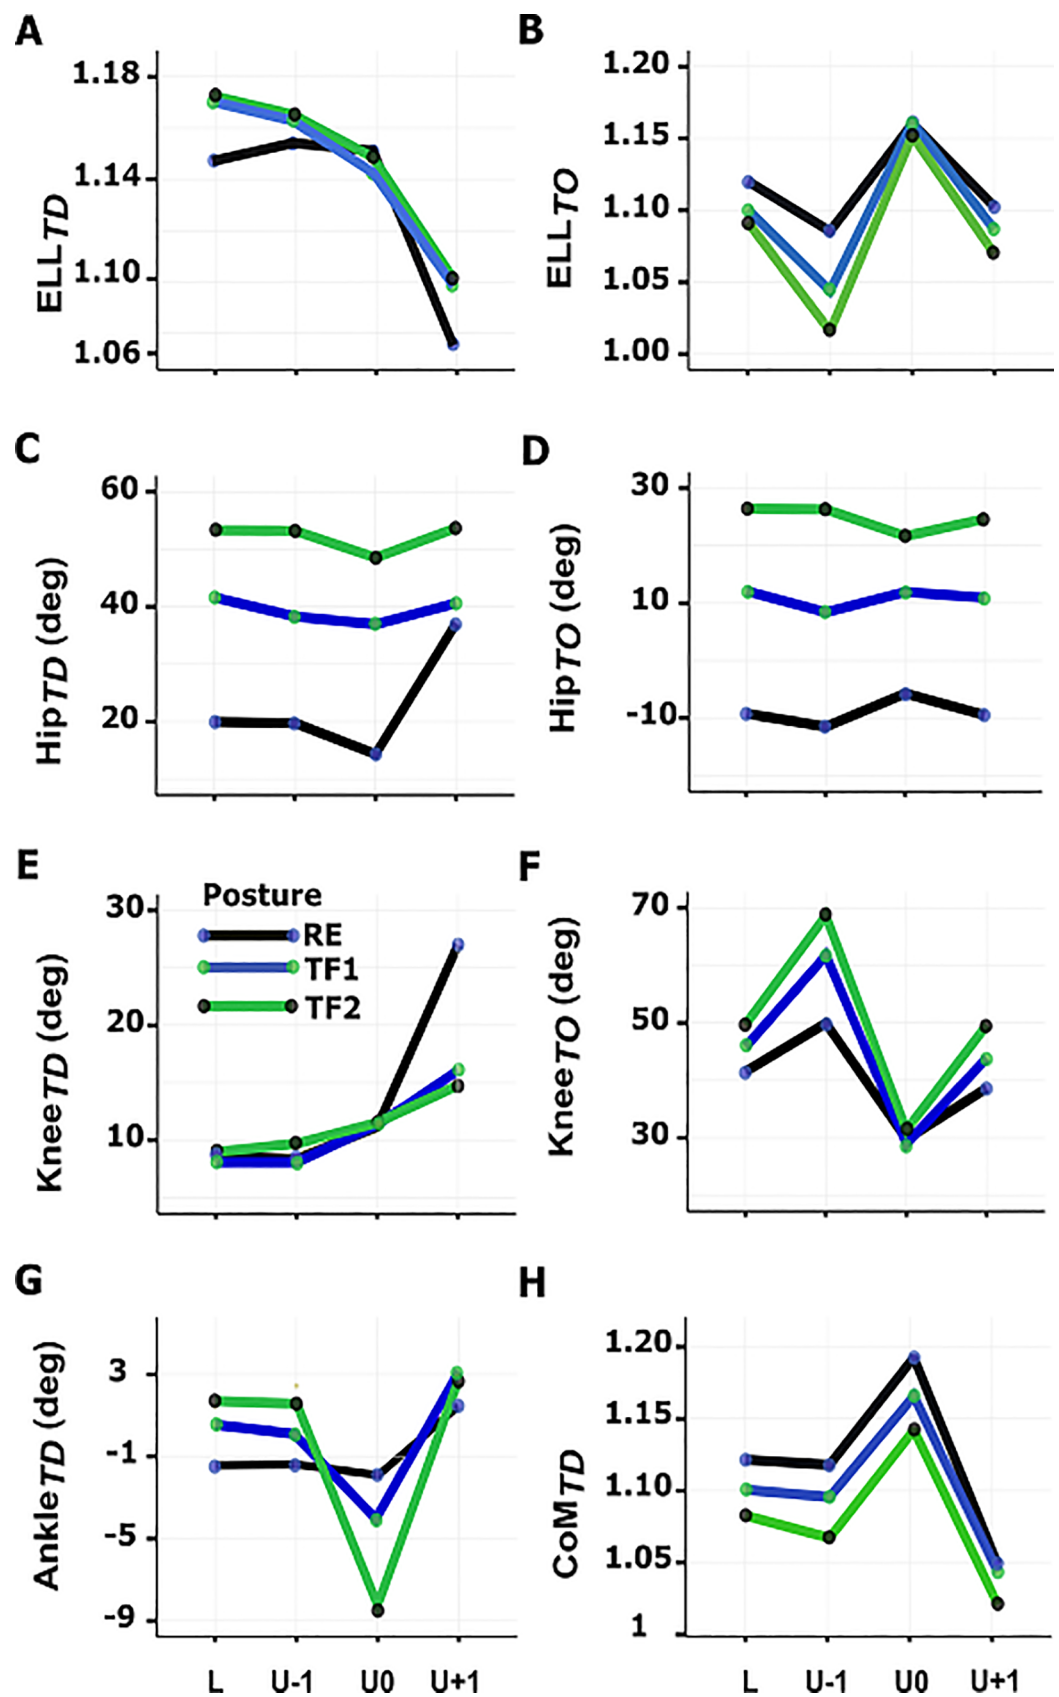 A
1.18
1.14
1.10
1.06
ELLTD
B
1.20
1.15
1.10
1.05
1.00
ELLTO
C
60
40
20
HipTD (deg)
D
30
10
-10
HipTO (deg)
E
30
20
10
KneeTD (deg)
Posture
RE
TF1
TF2
F
70
50
30
KneeTO (deg)
G
3
-1
-5
-9
AnkleTD (deg)
L U-1 U0 U+1
H
1.20
1.15
1.10
1.05
1
CoMTD
L U-1 U0 U+1